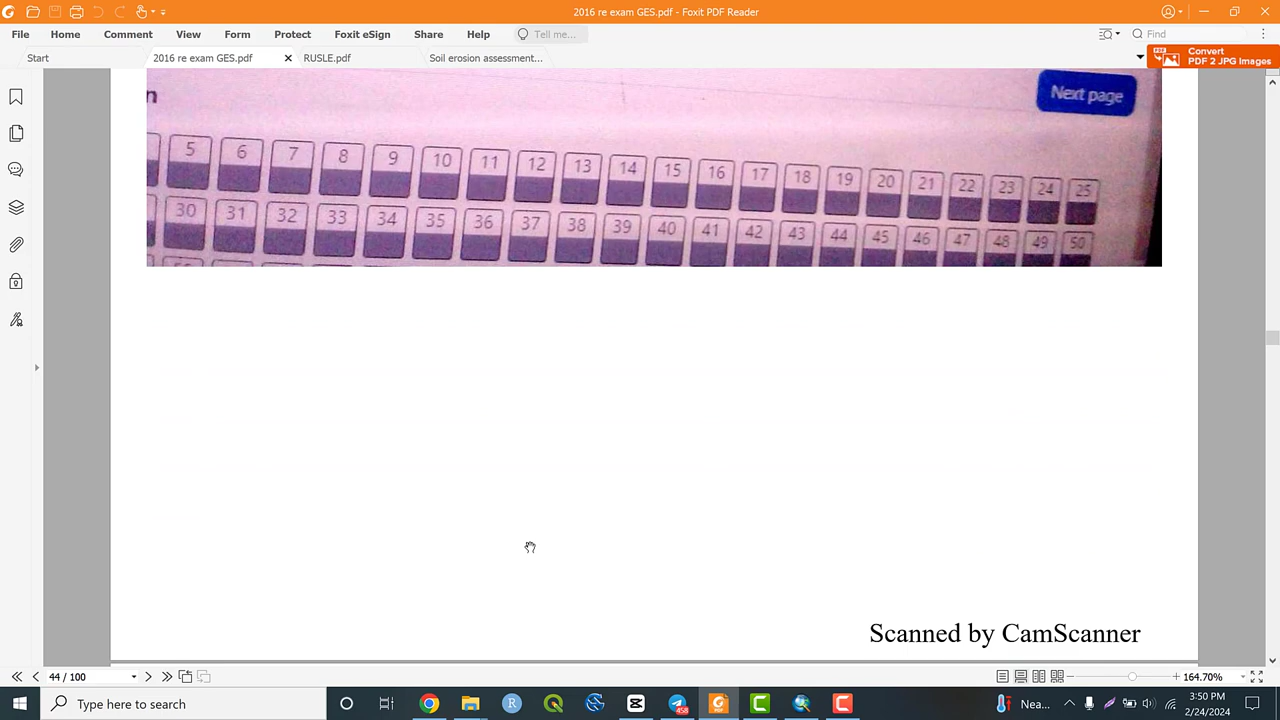 2016 re exam GES.pdf - Foxit PDF Reader
File Home Comment View Form Protect Foxit eSign Share Help Tell me... Find
Start 2016 re exam GES.pdf RUSLE.pdf Soil erosion assessment... Convert
PDF 2 JPG Images
n Next page
5 6 7 8 9 10 11 12 13 14 15 16 17 18 19 20 21 22 23 24 25
30 31 32 33 34 35 36 37 38 39 40 41 42 43 44 45 46 47 48 49 50
Scanned by CamScanner
44 / 100 164.70%
Type here to search 458 Nea... 3:50 PM
2/24/2024